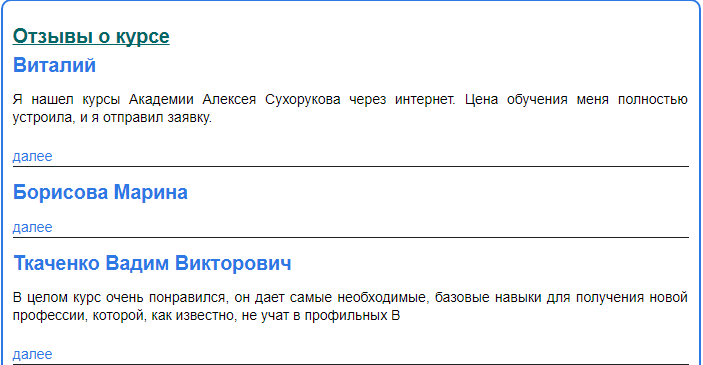 Отзывы о курсе
Виталий
Я нашел курсы Академии Алексея Сухорукова через интернет. Цена обучения меня полностью
устроила, и я отправил заявку.
далее
Борисова Марина
далее
Ткаченко Вадим Викторович
В целом курс очень понравился, он дает самые необходимые, базовые навыки для получения новой
профессии, которой, как известно, не учат в профильных В
далее